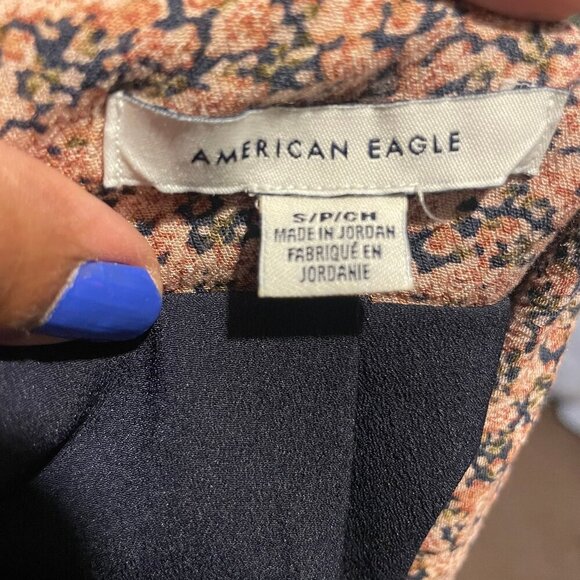 AMERICAN EAGLE
S/P/CH
MADE IN JORDAN
FABRIQUÉ EN
JORDANIE